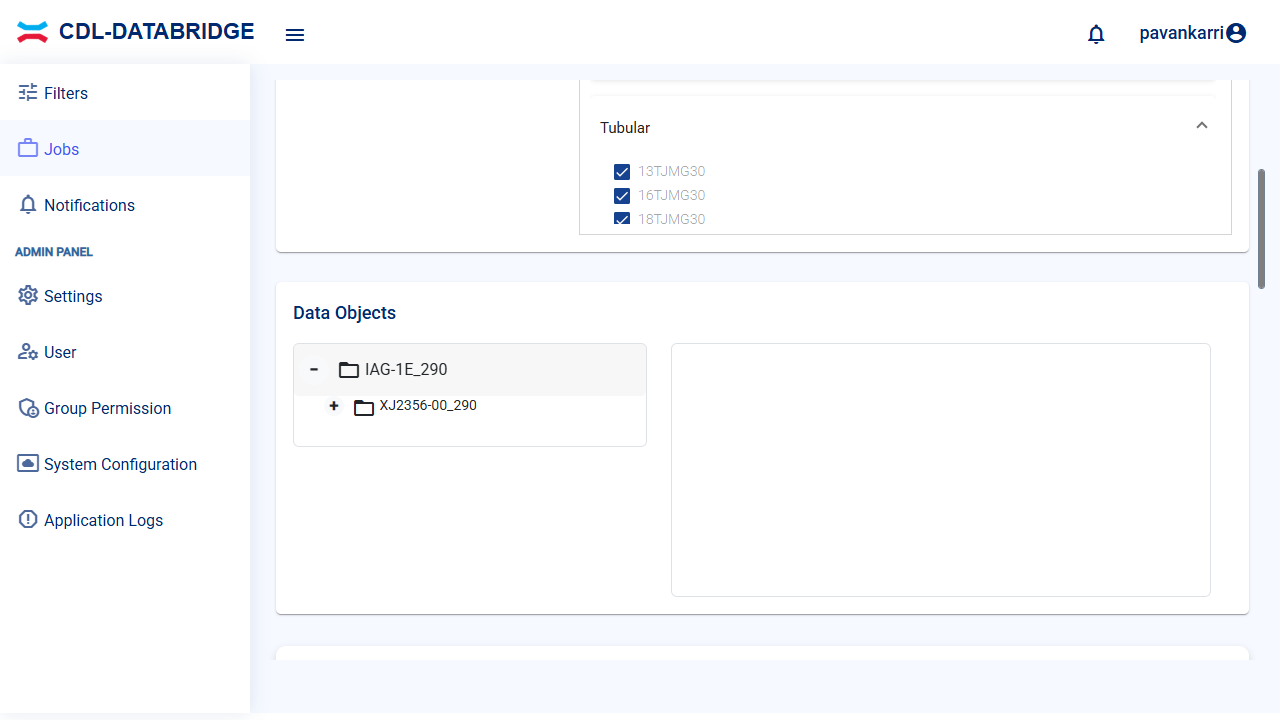 CDL-DATABRIDGE
pavankarri
Filters
Jobs
Notifications
ADMIN PANEL
Settings
User
Group Permission
System Configuration
Application Logs
Tubular
13TJMG30
16TJMG30
18TJMG30
Data Objects
- IAG-1E_290
+ XJ2356-00_290